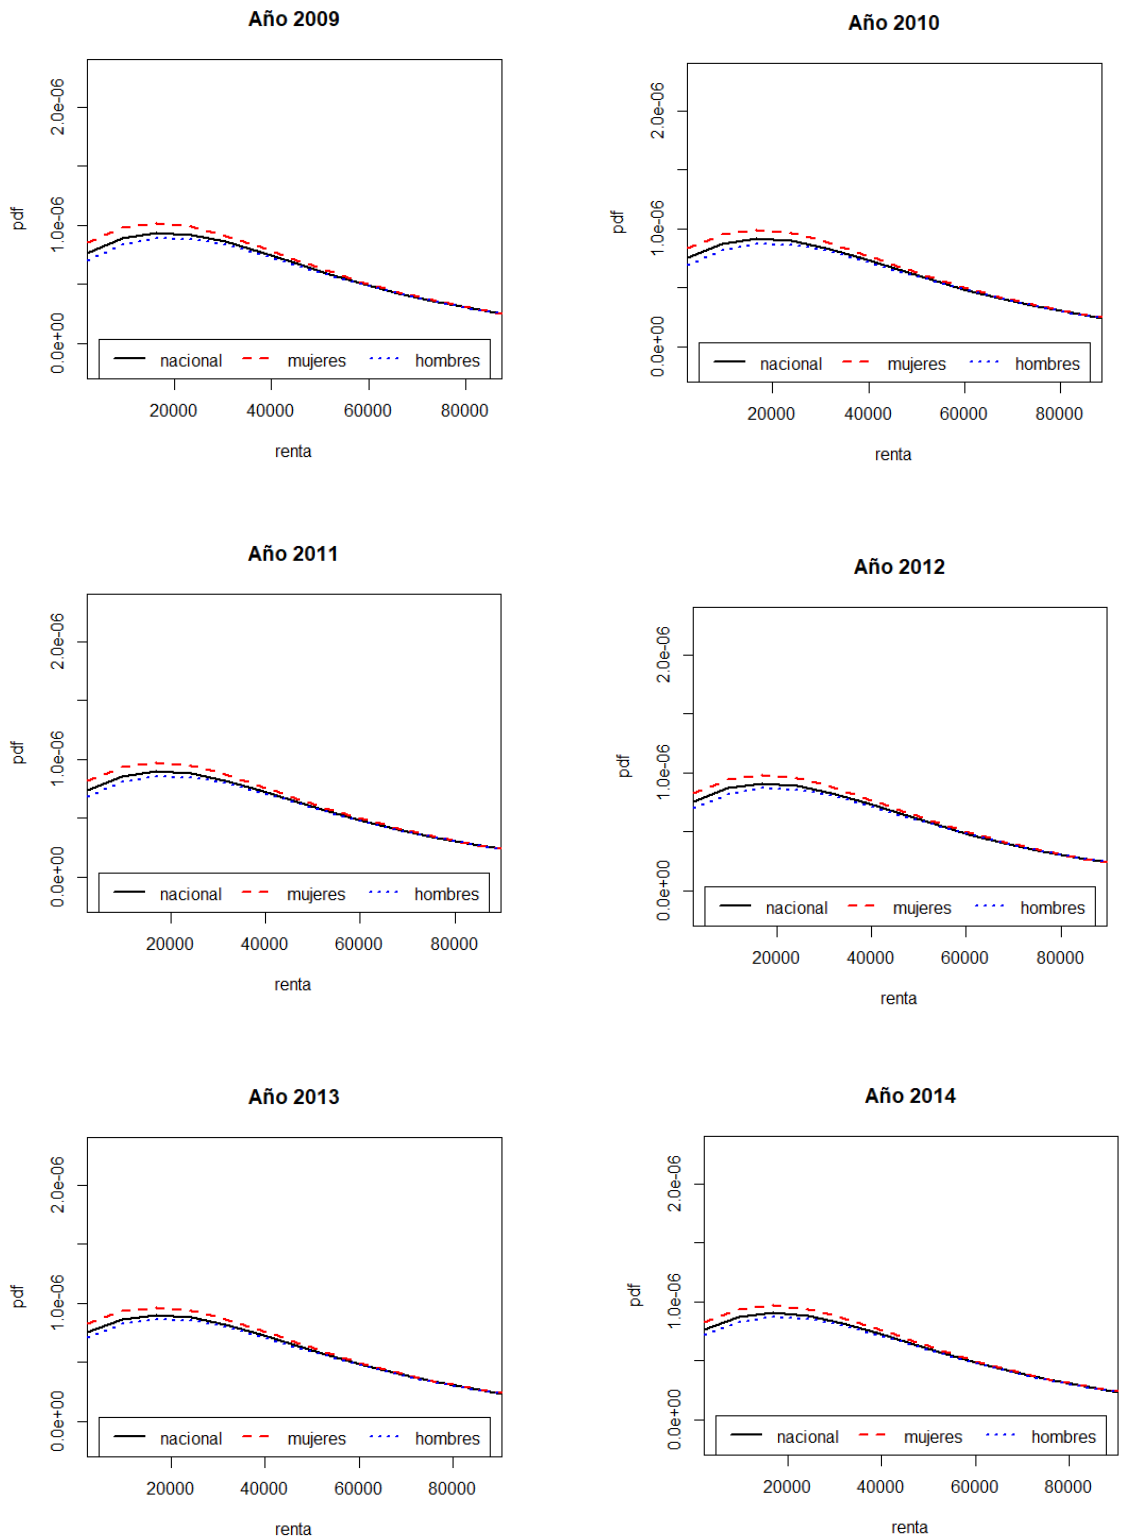 Año 2009
pdf
0.0e+00 1.0e-06 2.0e-06
nacional mujeres hombres
20000 40000 60000 80000
renta
Año 2010
pdf
0.0e+00 1.0e-06 2.0e-06
nacional mujeres hombres
20000 40000 60000 80000
renta
Año 2011
pdf
0.0e+00 1.0e-06 2.0e-06
nacional mujeres hombres
20000 40000 60000 80000
renta
Año 2012
pdf
0.0e+00 1.0e-06 2.0e-06
nacional mujeres hombres
20000 40000 60000 80000
renta
Año 2013
pdf
0.0e+00 1.0e-06 2.0e-06
nacional mujeres hombres
20000 40000 60000 80000
renta
Año 2014
pdf
0.0e+00 1.0e-06 2.0e-06
nacional mujeres hombres
20000 40000 60000 80000
renta